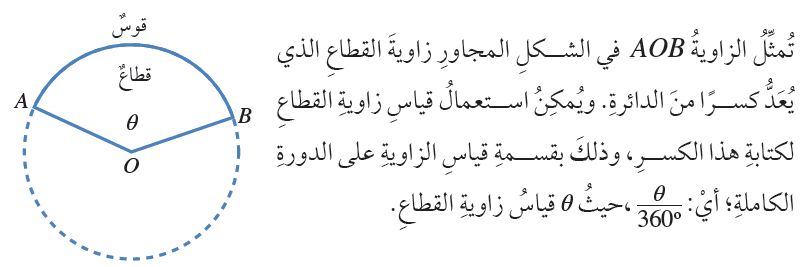 قوسٌ
قطاعٌ
A
B
θ
O
تُمثِّلُ الزاويةُ AOB في الشكلِ المجاورِ زاويةَ القطاعِ الذي
يُعَدُّ كسرًا منَ الدائرةِ. ويُمكِنُ استعمالُ قياسِ زاويةِ القطاعِ
لكتابةِ هذا الكسرِ، وذلكَ بقسمةِ قياسِ الزاويةِ على الدورةِ
الكاملةِ؛ أيْ: θ/360º ،حيثُ θ قياسُ زاويةِ القطاعِ.